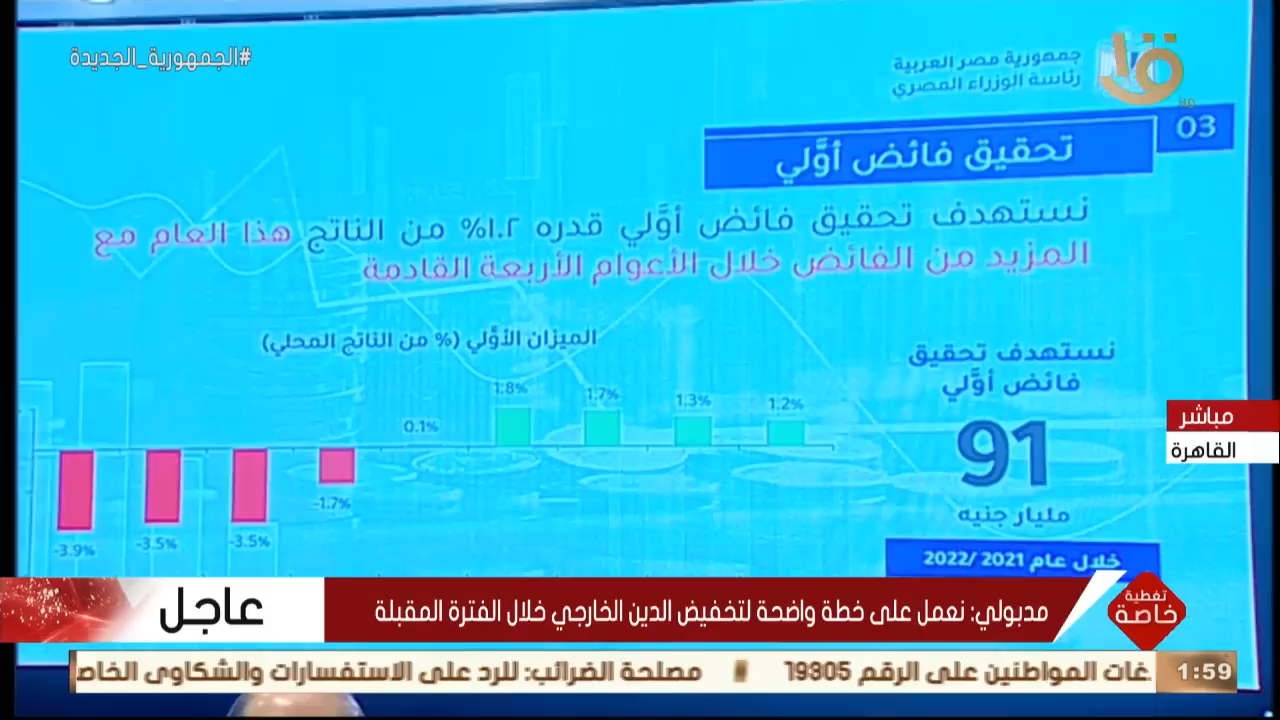 #الجمهورية_الجديدة
جمهورية مصر العربية
رئاسة الوزراء المصري
03
تحقيق فائض أوَّلي
نستهدف تحقيق فائض أوَّلي قدره ١.٢% من الناتج هذا العام مع
المزيد من الفائض خلال الأعوام الأربعة القادمة
الميزان الأوَّلي (% من الناتج المحلي)
-3.9%
-3.5%
-3.5%
-1.7%
0.1%
1.8%
1.7%
1.3%
1.2%
نستهدف تحقيق
فائض أوَّلي
91
مليار جنيه
خلال عام 2021/ 2022
مباشر
القاهرة
تغطية
خاصة
عاجل
مدبولي: نعمل على خطة واضحة لتخفيض الدين الخارجي خلال الفترة المقبلة
غات المواطنين على الرقم 19805 مصلحة الضرائب: للرد على الاستفسارات والشكاوى الخاص
1:59